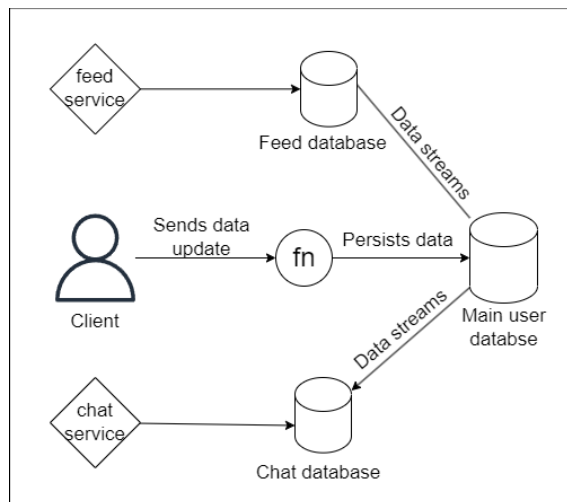 feed
service
Feed database
Data streams
Sends data
update
fn
Persists data
Client
Main user
databse
Data streams
chat
service
Chat database